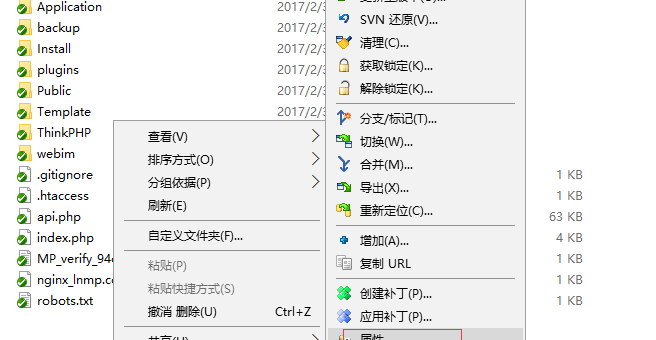 Application 2017/2/3
backup 2017/2/3
Install 2017/2/3
plugins 2017/2/3
Public 2017/2/3
Template 2017/2/3
ThinkPHP
webim
.gitignore 1 KB
.htaccess 1 KB
api.php 63 KB
index.php 4 KB
MP_verify_94 1 KB
nginx_lnmp.c 1 KB
robots.txt 1 KB
查看(V)
排序方式(O)
分组依据(P)
刷新(E)
自定义文件夹(F)...
粘贴(P)
粘贴快捷方式(S)
撤消 删除(U) Ctrl+Z
SVN 还原(V)...
清理(C)...
获取锁定(K)...
解除锁定(K)...
分支/标记(T)...
切换(W)...
合并(M)...
导出(X)...
重新定位(C)...
增加(A)...
复制 URL
创建补丁(P)...
应用补丁(P)...
属性